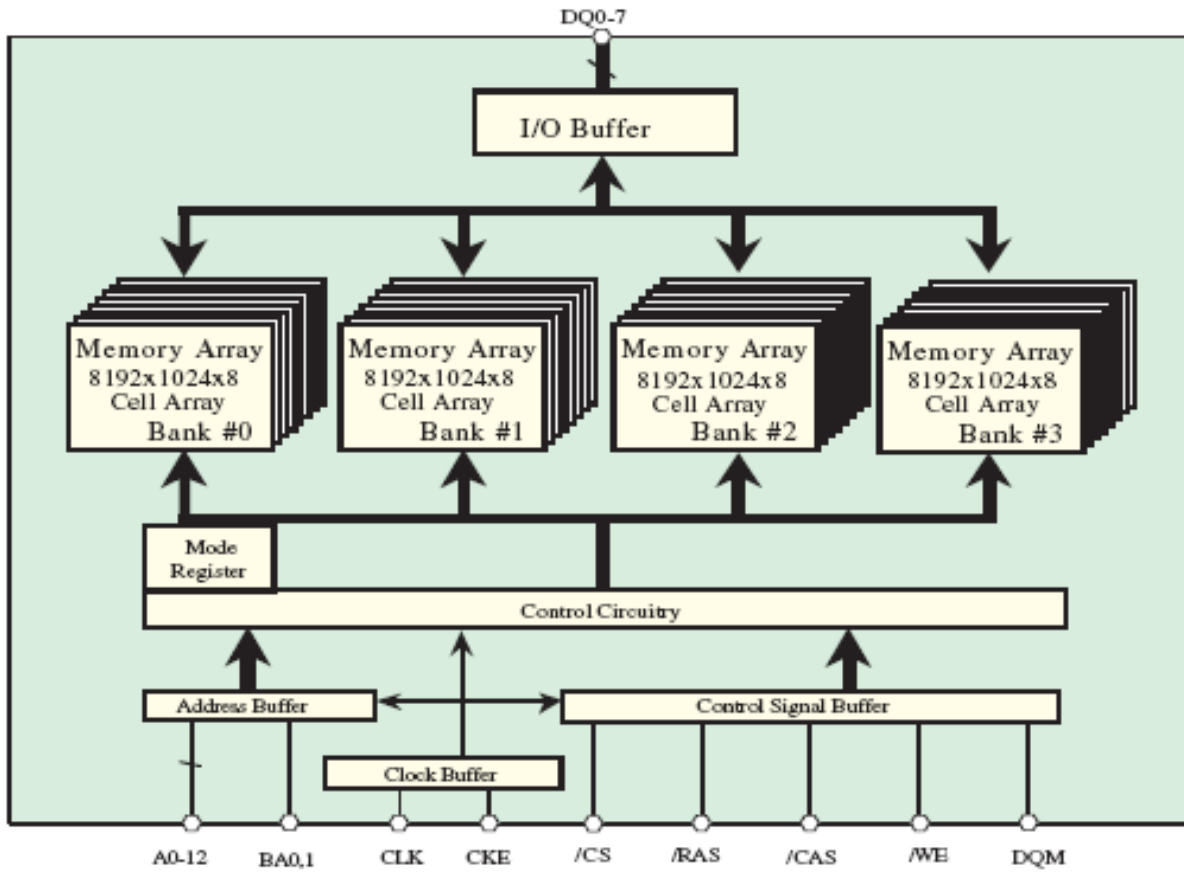 DQ0-7
I/O Buffer
Memory Array
8192x1024x8
Cell Array
Bank #0
Memory Array
8192x1024x8
Cell Array
Bank #1
Memory Array
8192x1024x8
Cell Array
Bank #2
Memory Array
8192x1024x8
Cell Array
Bank #3
Mode
Register
Control Circuitry
Address Buffer
Control Signal Buffer
Clock Buffer
A0-12
BA0,1
CLK
CKE
/CS
/RAS
/CAS
/WE
DQM